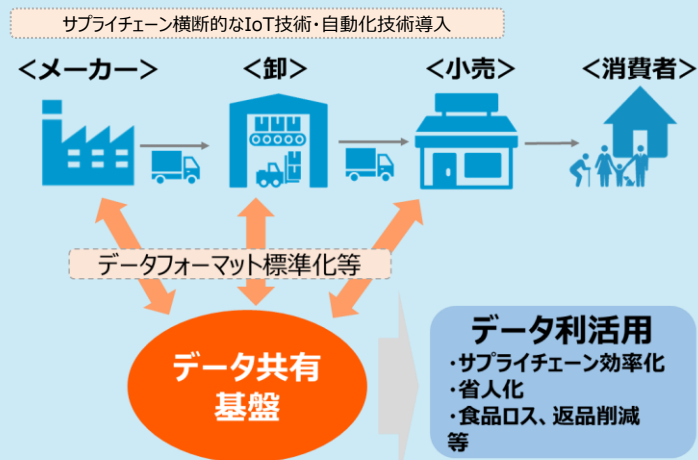 サプライチェーン横断的なIoT技術・自動化技術導入
＜メーカー＞
＜卸＞
＜小売＞
＜消費者＞
データフォーマット標準化等
データ共有
基盤
データ利活用
・サプライチェーン効率化
・省人化
・食品ロス、返品削減
等